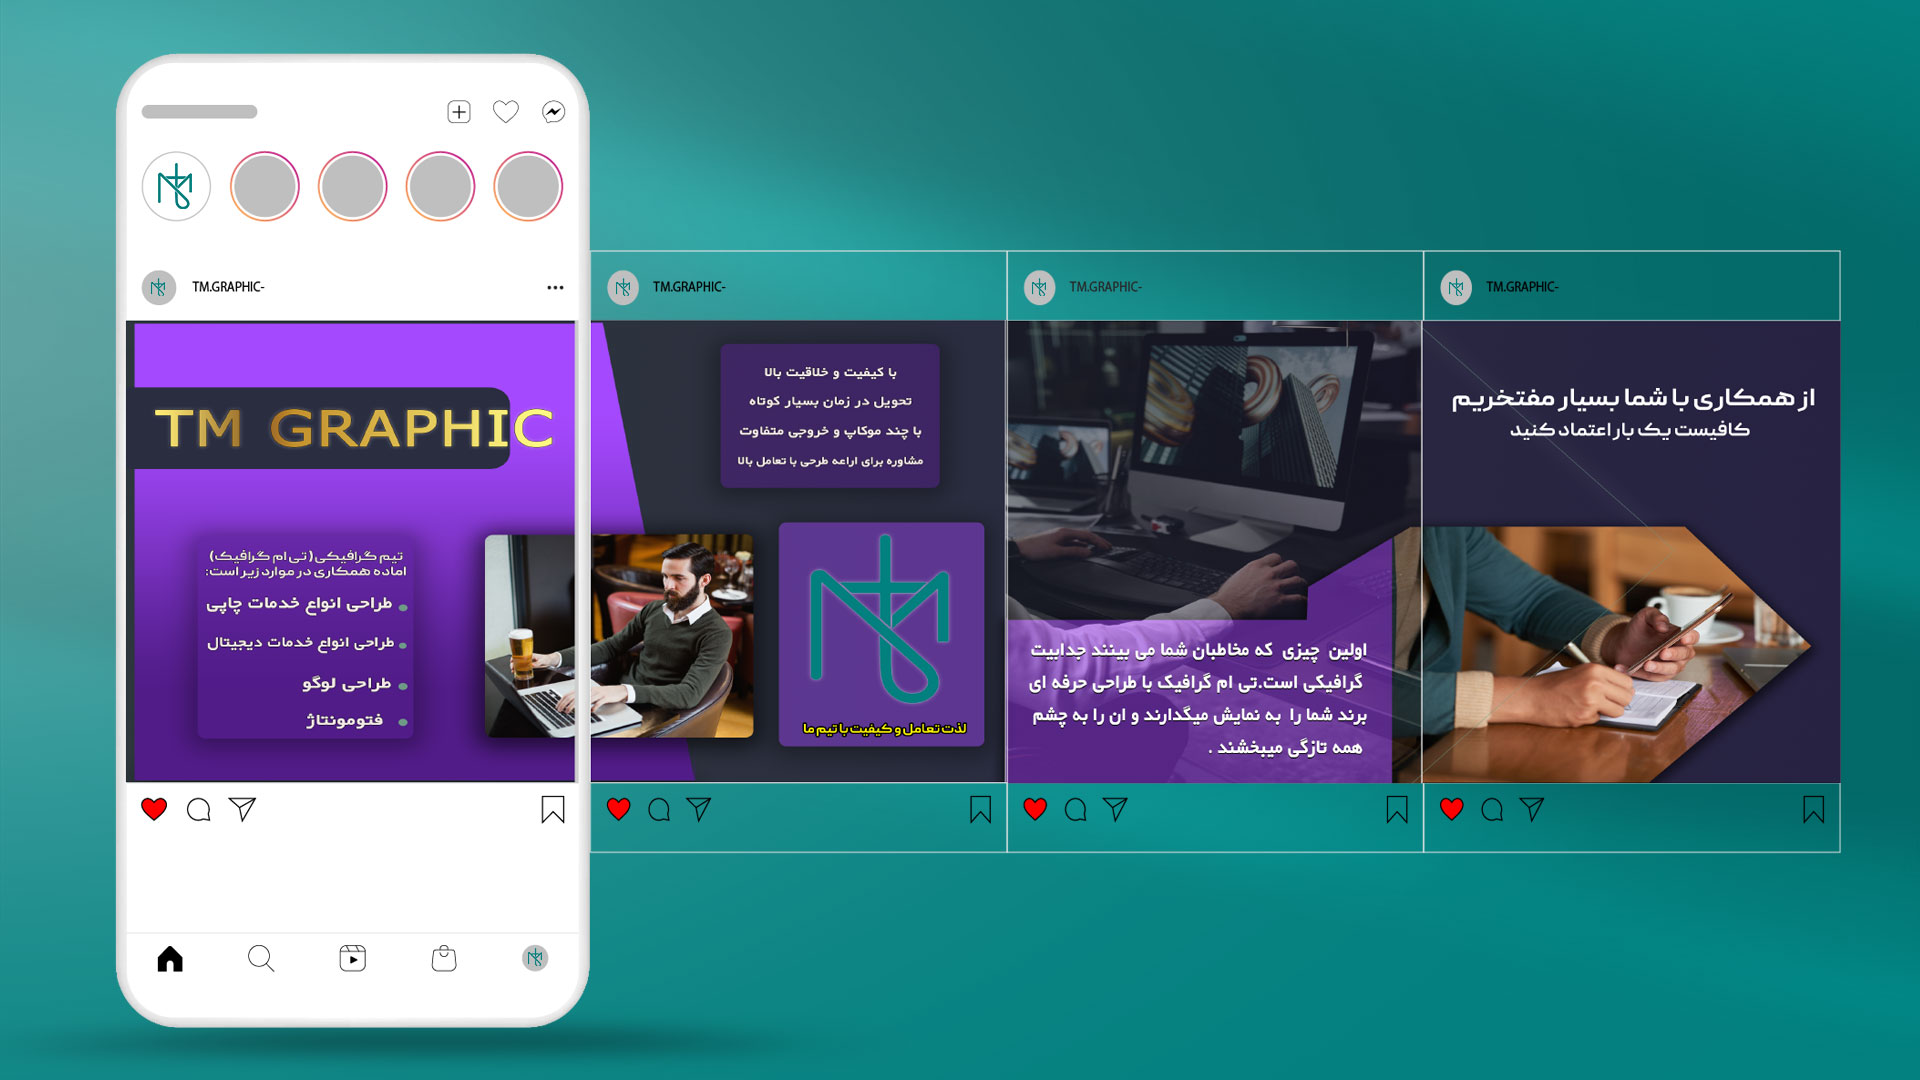 TM.GRAPHIC-
TM GRAPHIC
تیم گرافیکی(تی ام گرافیک)
اماده همکاری در موارد زیر است:
طراحی انواع خدمات چاپی
طراحی انواع خدمات دیجیتال
طراحی لوگو
فتومونتاژ
TM.GRAPHIC-
با کیفیت و خلاقیت بالا
تحویل در زمان بسیار کوتاه
با چند موکاپ و خروجی متفاوت
مشاوره برای اراعه طرحی با تعامل بالا
لذت تعامل و کیفیت با تیم ما
TM.GRAPHIC-
اولین چیزی که مخاطبان شما می بینند جدابیت
گرافیکی است.تی ام گرافیک با طراحی حرفه ای
برند شما را به نمایش میگدارند و ان را به چشم
همه تازگی میبخشند .
TM.GRAPHIC-
از همکاری با شما بسیار مفتخریم
کافیست یک بار اعتماد کنید